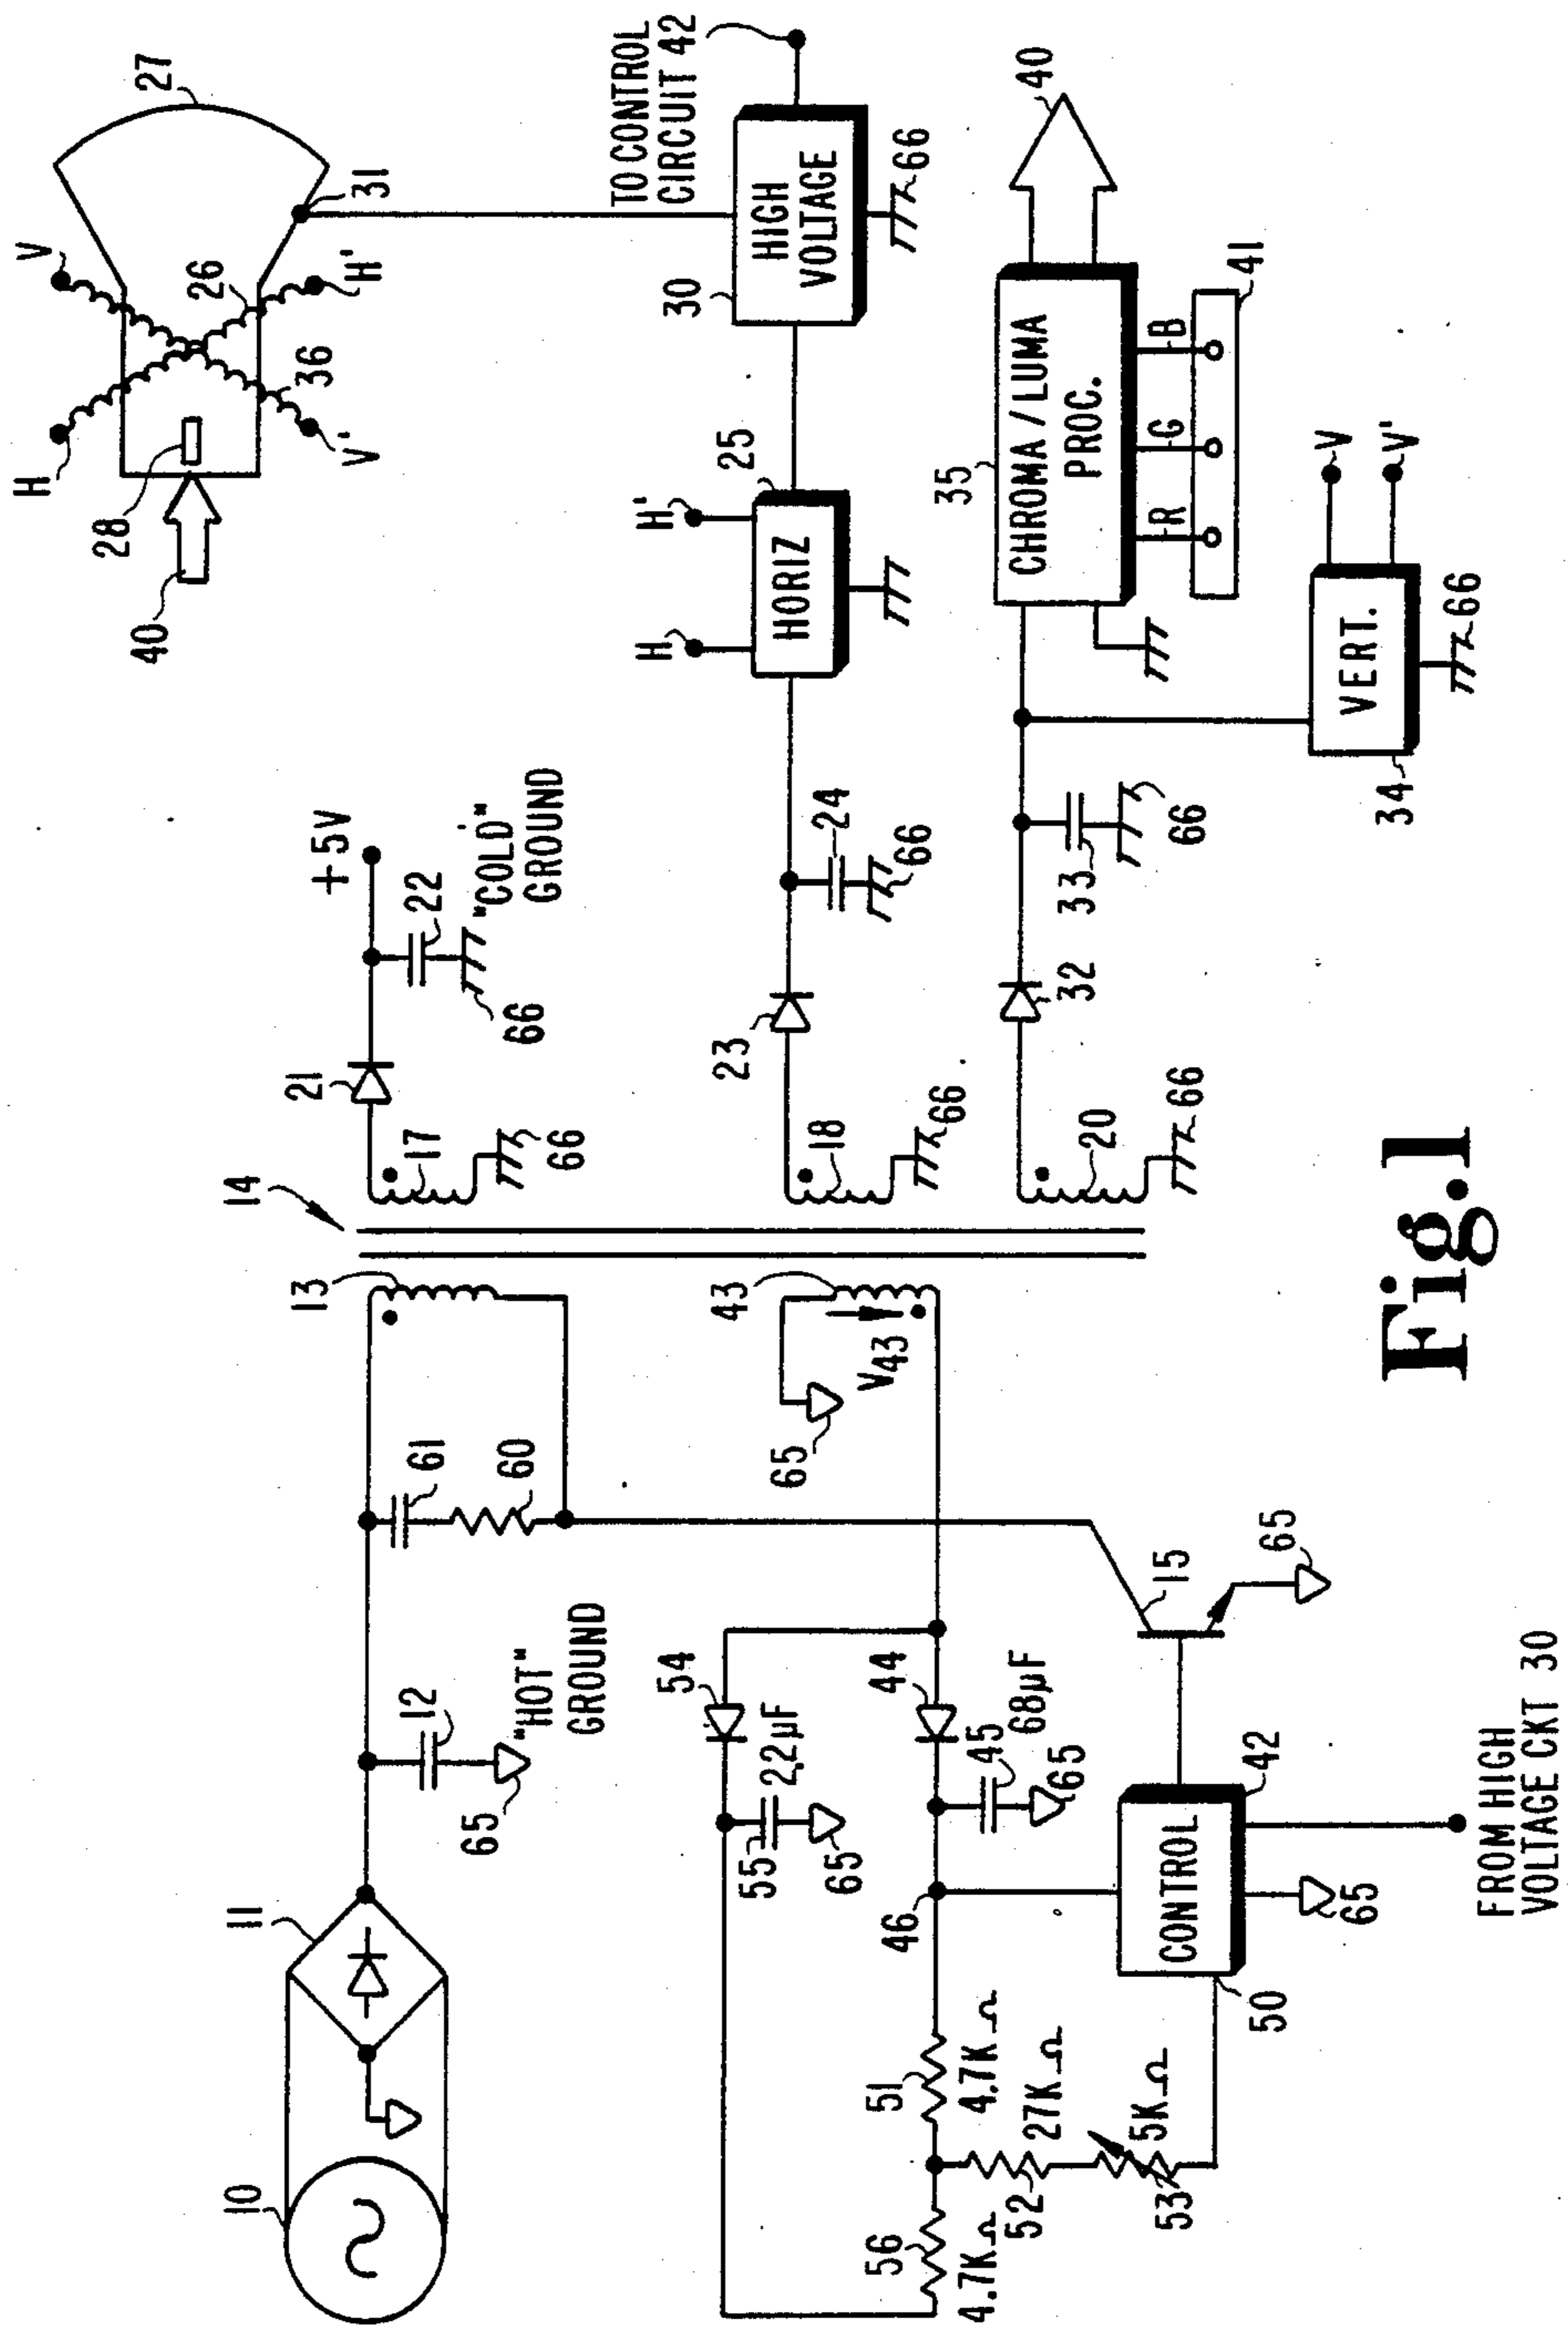 10
11
12
65
"HOT"
GROUND
61
60
13
14
17
66
21
22
66
+5V
"COLD"
GROUND
40
28
H
V
36
V'
26
H'
31
27
54
55
2.2µF
65
44
45
68µF
65
46
51
4.7KΩ
56
4.7KΩ
52
27KΩ
53
5KΩ
50
CONTROL
42
65
FROM HIGH
VOLTAGE CKT 30
15
65
65
V43
43
18
66
23
24
66
H
H'
25
HORIZ
30
HIGH
VOLTAGE
66
TO CONTROL
CIRCUIT 42
20
66
32
33
66
35
CHROMA/LUMA
PROC.
R
G
B
41
40
34
VERT.
66
V
V'
Fig.1